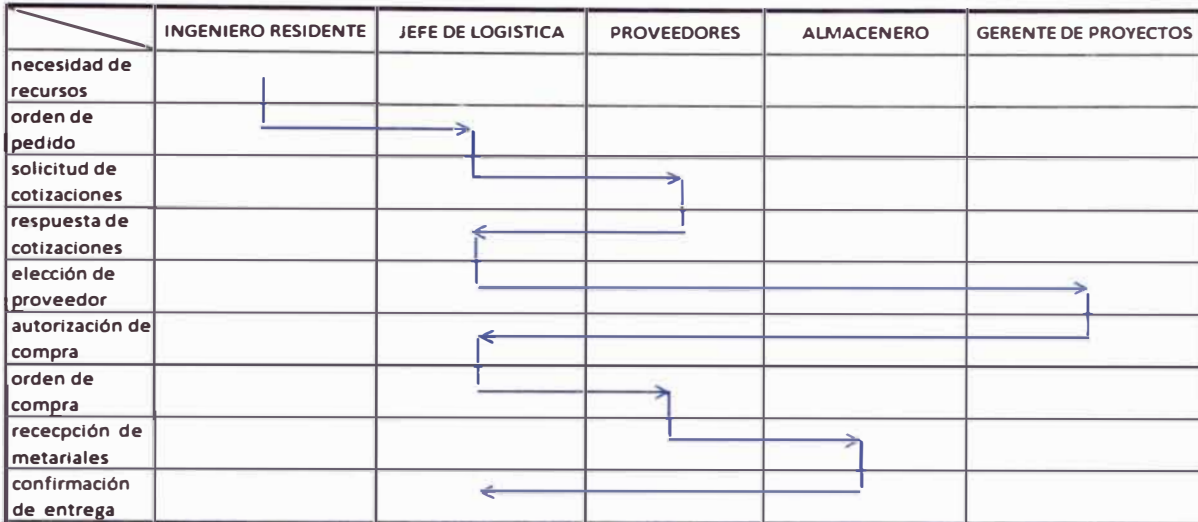 INGENIERO RESIDENTE JEFE DE LOGISTICA PROVEEDORES ALMACENERO GERENTE DE PROYECTOS
necesidad de
recursos
orden de
pedido
solicitud de
cotizaciones
respuesta de
cotizaciones
elección de
proveedor
autorización de
compra
orden de
compra
rececpción de
metariales
confirmación
de entrega